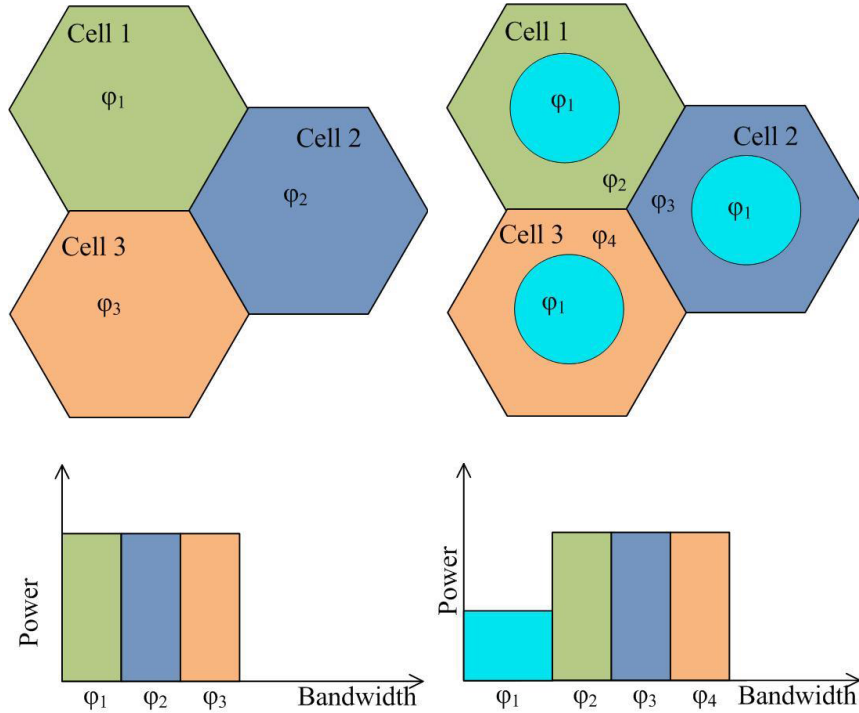 Cell 1
φ₁
Cell 2
φ₂
Cell 3
φ₃
Power
φ₁ φ₂ φ₃ Bandwidth
Cell 1
φ₁
φ₂
Cell 2
φ₃
φ₁
Cell 3
φ₄
φ₁
Power
φ₁ φ₂ φ₃ φ₄ Bandwidth